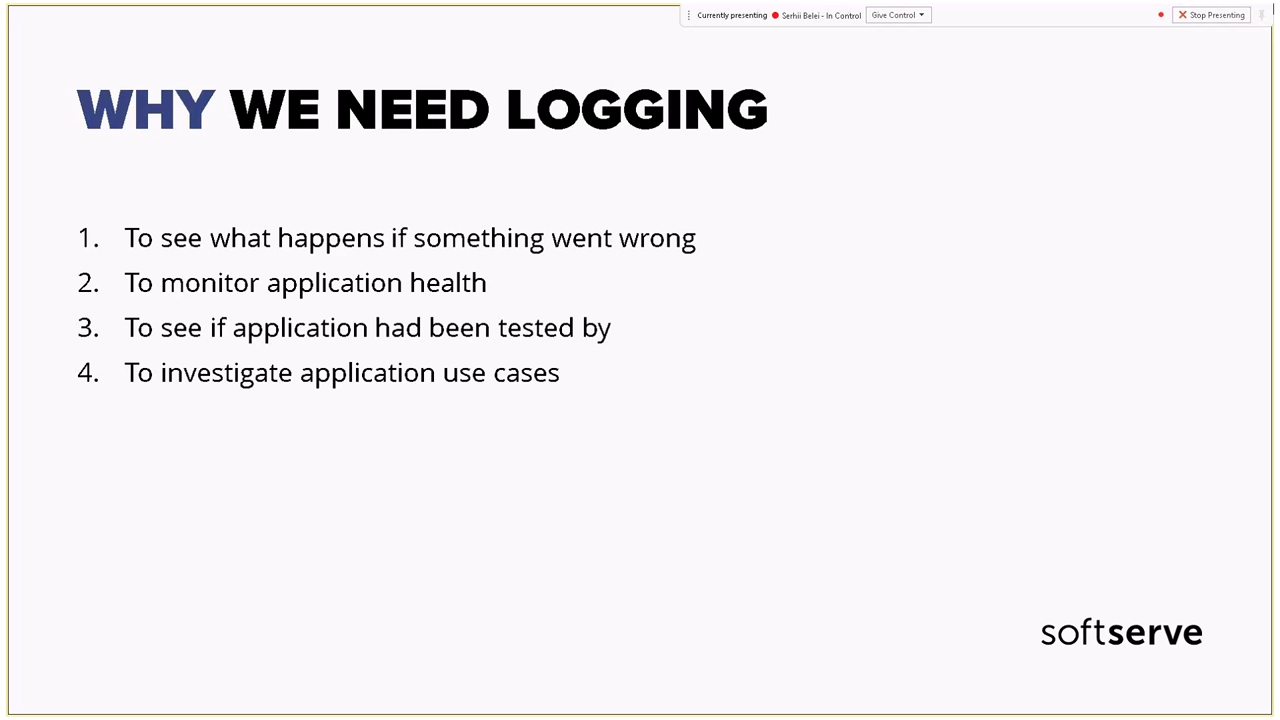 Currently presenting Serhii Belei - In Control Give Control Stop Presenting
WHY WE NEED LOGGING
1. To see what happens if something went wrong
2. To monitor application health
3. To see if application had been tested by
4. To investigate application use cases
softserve